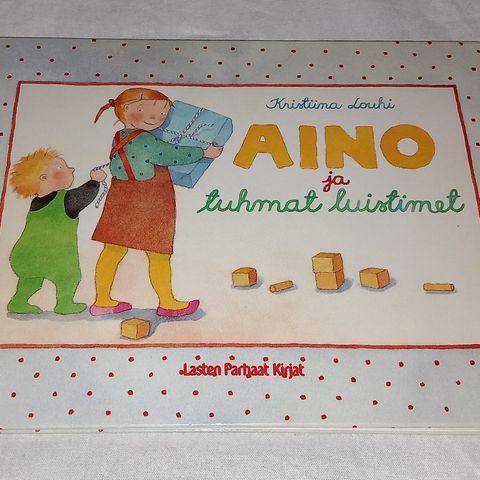 Kristiina Louhi
AINO
ja
tuhmat luistimet
Lasten Parhaat Kirjat